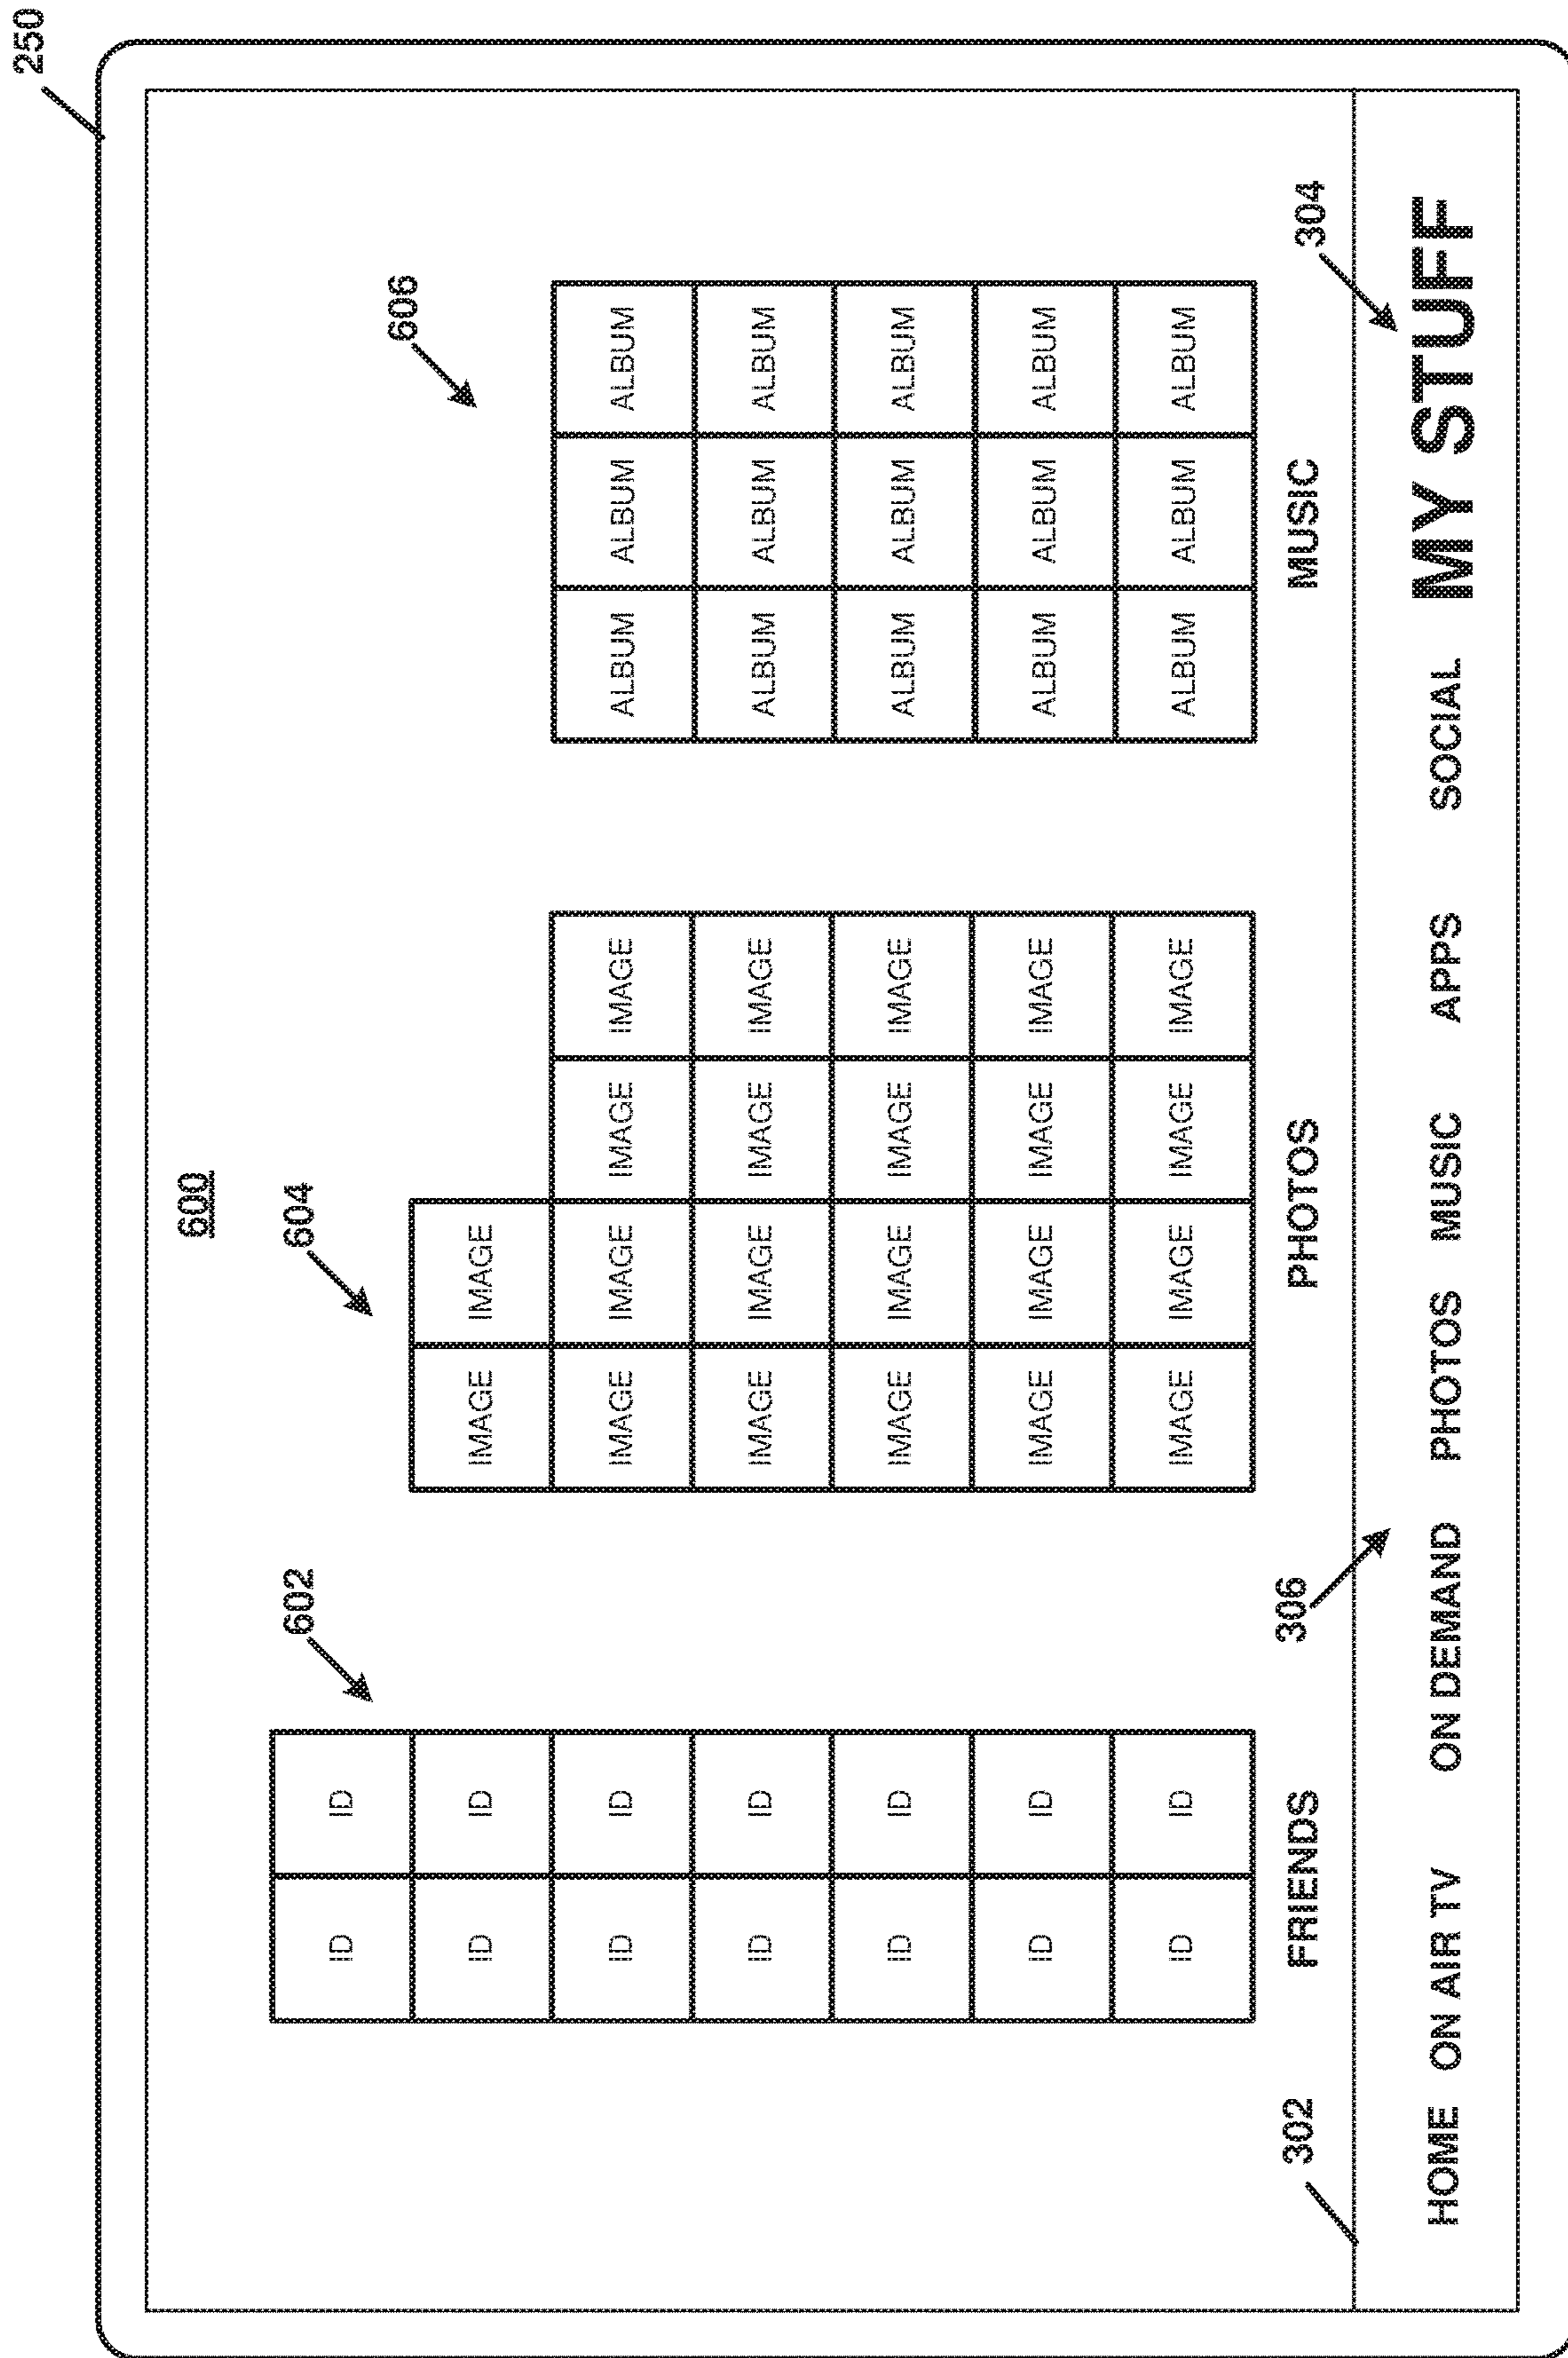 250
600
602 604
ID ID
606
ID ID IMAGE IMAGE
ID ID IMAGE IMAGE IMAGE IMAGE ALBUM ALBUM ALBUM
ID ID IMAGE IMAGE IMAGE IMAGE ALBUM ALBUM ALBUM
ID ID IMAGE IMAGE IMAGE IMAGE ALBUM ALBUM ALBUM
ID ID IMAGE IMAGE IMAGE IMAGE ALBUM ALBUM ALBUM
ID ID IMAGE IMAGE IMAGE IMAGE ALBUM ALBUM ALBUM
302 FRIENDS 306 PHOTOS MUSIC 304
HOME ON AIR TV ON DEMAND PHOTOS MUSIC APPS SOCIAL MY STUFF